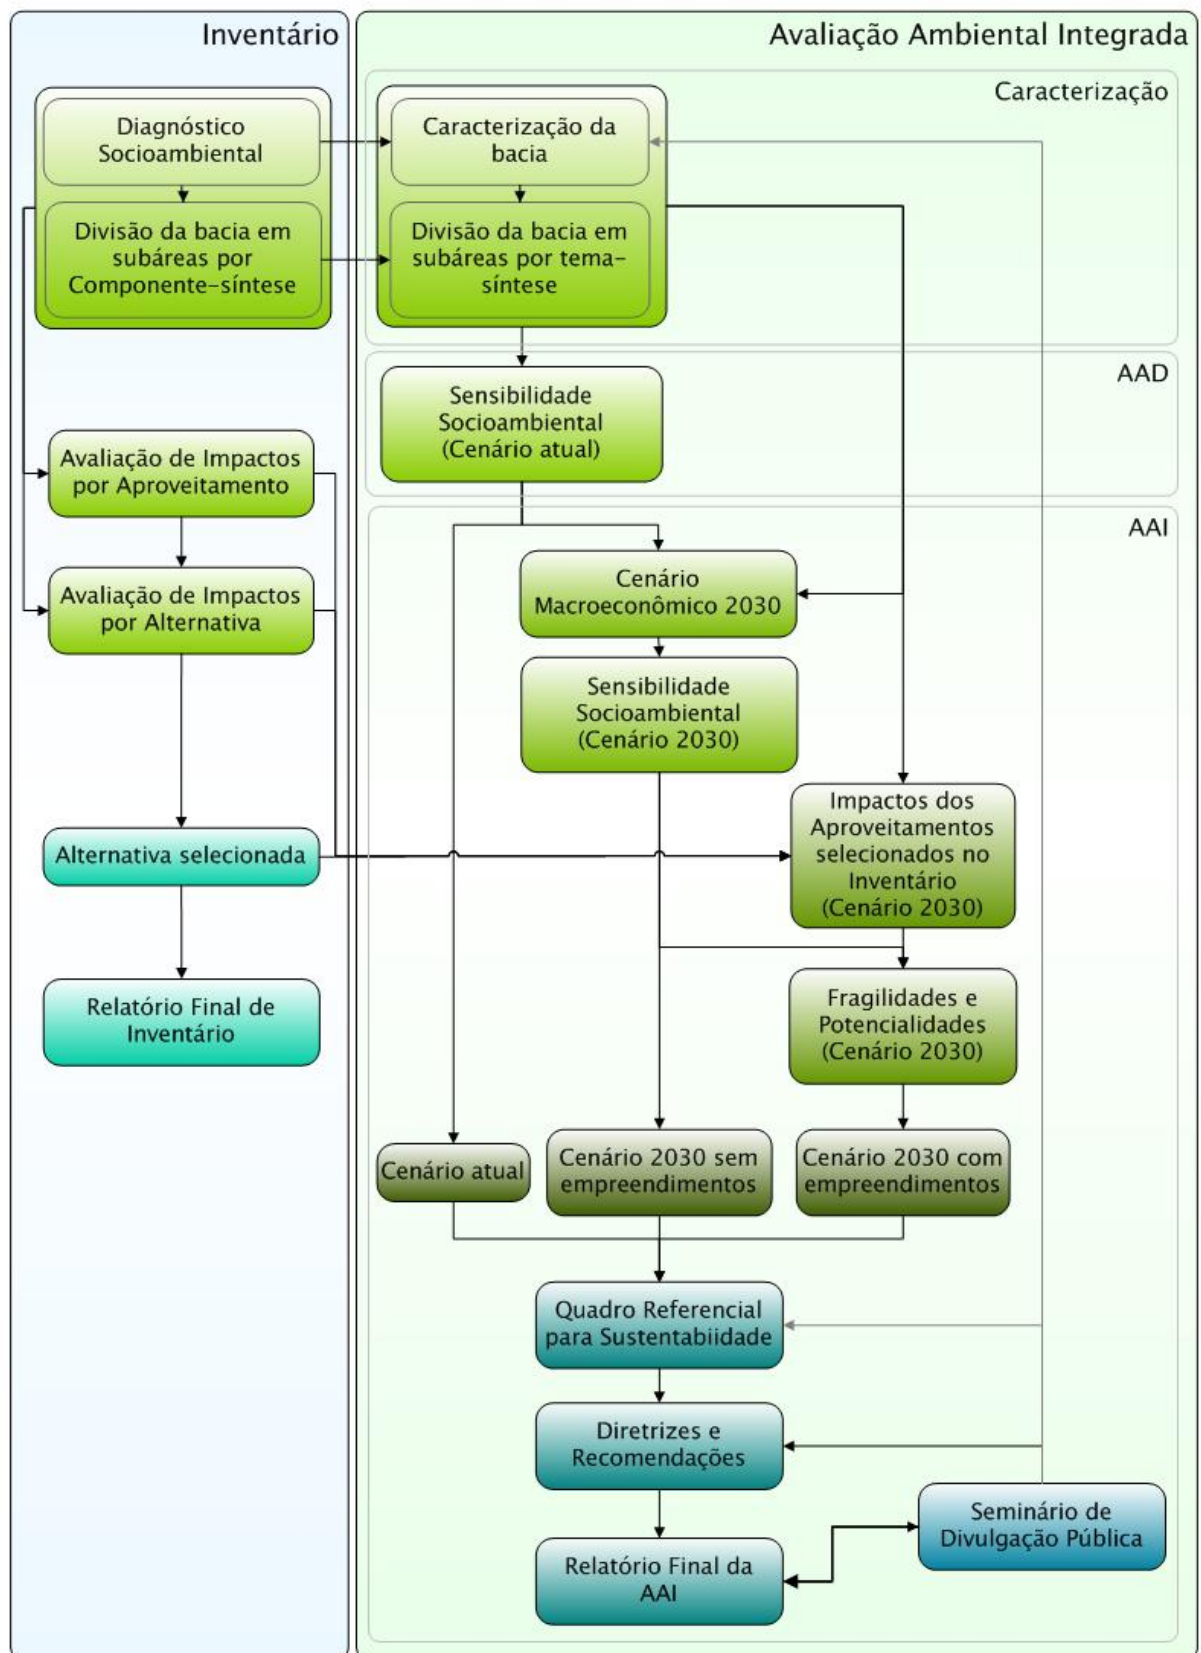 Inventário
Diagnóstico
Socioambiental
Divisão da bacia em
subáreas por
Componente-síntese
Avaliação de Impactos
por Aproveitamento
Avaliação de Impactos
por Alternativa
Alternativa selecionada
Relatório Final de
Inventário
Avaliação Ambiental Integrada
Caracterização
Caracterização da
bacia
Divisão da bacia em
subáreas por tema-
síntese
AAD
Sensibilidade
Socioambiental
(Cenário atual)
AAI
Cenário
Macroeconômico 2030
Sensibilidade
Socioambiental
(Cenário 2030)
Impactos dos
Aproveitamentos
selecionados no
Inventário
(Cenário 2030)
Fragilidades e
Potencialidades
(Cenário 2030)
Cenário atual
Cenário 2030 sem
empreendimentos
Cenário 2030 com
empreendimentos
Quadro Referencial
para Sustentabiidade
Diretrizes e
Recomendações
Seminário de
Divulgação Pública
Relatório Final da
AAI